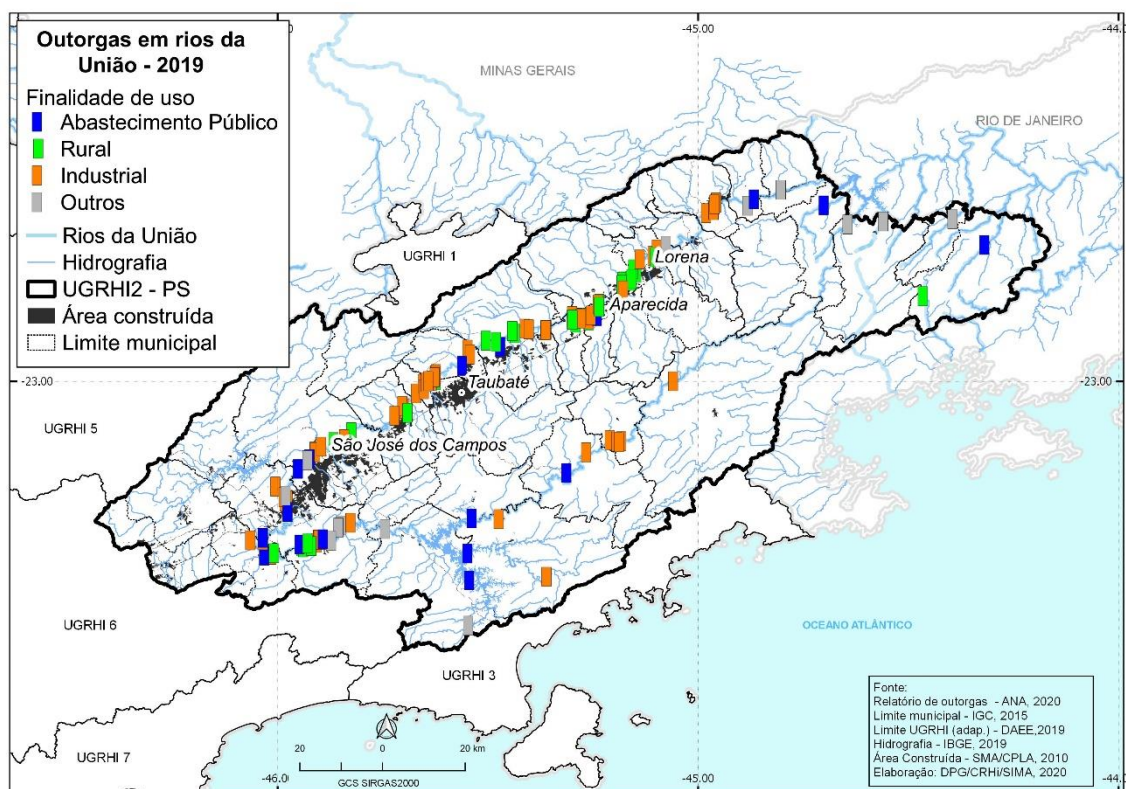 Outorgas em rios da
União - 2019
Finalidade de uso
Abastecimento Público
Rural
Industrial
Outros
Rios da União
Hidrografia
UGRHI2 - PS
Área construída
Limite municipal
-45.00
MINAS GERAIS
RIO DE JANEIRO
UGRHI 1
Lorena
Aparecida
-23.00
-23.00
Taubaté
UGRHI 5
São José dos Campos
UGRHI 6
OCEANO ATLÂNTICO
UGRHI 3
UGRHI 7
20 0 20 km
-46.0
GCS SIRGAS2000
-45.00
Fonte:
Relatório de outorgas - ANA, 2020
Limite municipal - IGC, 2015
Limite UGRHI (adap.) - DAEE,2019
Hidrografia - IBGE, 2019
Área Construída - SMA/CPLA, 2010
Elaboração: DPG/CRHi/SIMA, 2020